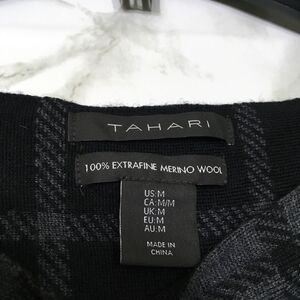 TAHARI
100% EXTRAFINE MERINO WOOL
US:M
CA:M/M
UK:M
EU:M
AU:M
MADE IN
CHINA